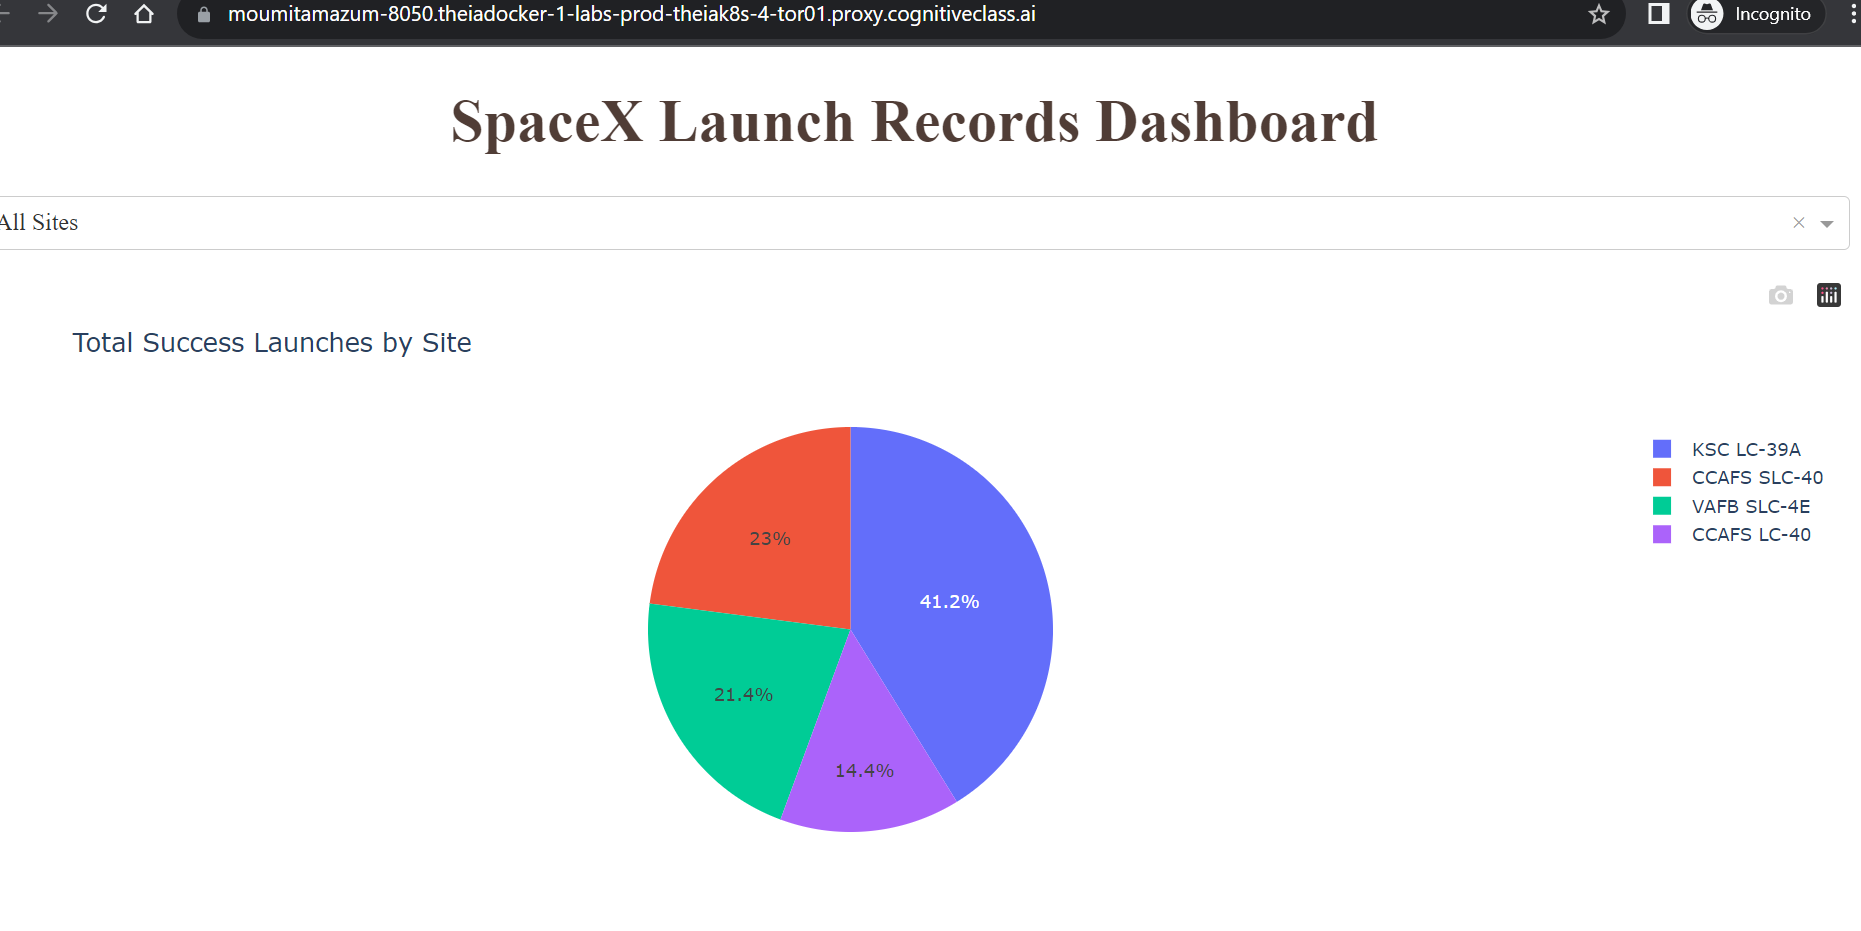 moumitamazum-8050.theiadocker-1-labs-prod-theiak8s-4-tor01.proxy.cognitiveclass.ai
Incognito
SpaceX Launch Records Dashboard
All Sites
Total Success Launches by Site
KSC LC-39A
CCAFS SLC-40
VAFB SLC-4E
CCAFS LC-40
23%
41.2%
21.4%
14.4%